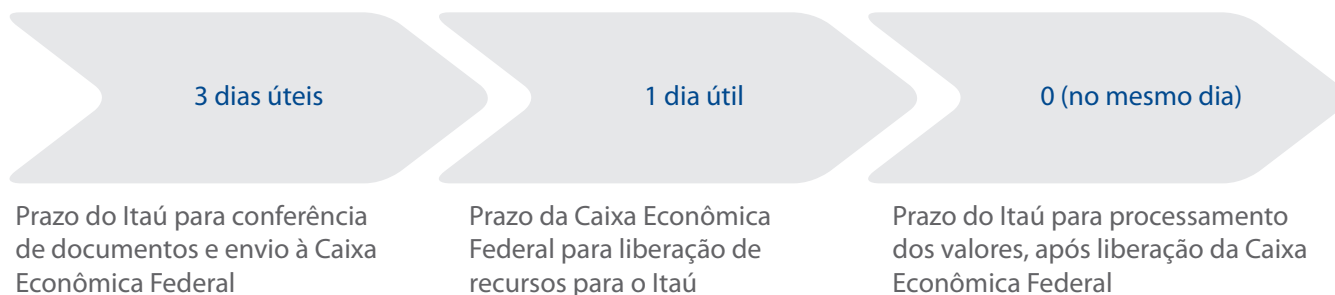 3 dias úteis
1 dia útil
0 (no mesmo dia)
Prazo do Itaú para conferência
de documentos e envio à Caixa
Econômica Federal
Prazo da Caixa Econômica
Federal para liberação de
recursos para o Itaú
Prazo do Itaú para processamento
dos valores, após liberação da Caixa
Econômica Federal